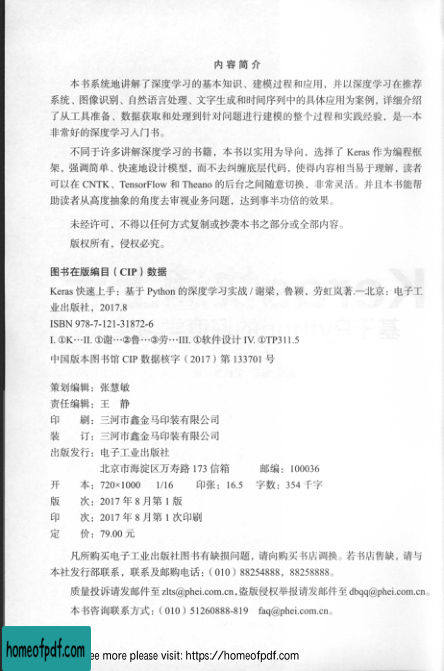 内 容 简 介
本书系统地讲解了深度学习的基本知识、建模过程和应用，并以深度学习在推荐
系统、图像识别、自然语言处理、文字生成和时间序列中的具体应用为案例，详细介绍
了从工具准备、数据获取和处理到针对问题进行建模的整个过程和实践经验，是一本
非常好的深度学习入门书。
不同于许多讲解深度学习的书籍，本书以实用为导向，选择了 Keras 作为编程框
架，强调简单、快速地设计模型，而不去纠缠底层代码，使得内容相当易于理解，读者
可以在 CNTK、TensorFlow 和 Theano 的后台之间随意切换，非常灵活。并且本书能帮
助读者从高度抽象的角度去审视业务问题，达到事半功倍的效果。
未经许可，不得以任何方式复制或抄袭本书之部分或全部内容。
版权所有，侵权必究。
图书在版编目（CIP）数据
Keras 快速上手：基于 Python 的深度学习实战 / 谢梁，鲁颖，劳虹岚著.—北京：电子工
业出版社，2017.8
ISBN 978-7-121-31872-6
I. ①K…II. ①谢…②鲁…③劳…III. ①软件设计 IV. ①TP311.5
中国版本图书馆 CIP 数据核字（2017）第 133701 号
策划编辑：张慧敏
责任编辑：王 静
印 刷：三河市鑫金马印装有限公司
装 订：三河市鑫金马印装有限公司
出版发行：电子工业出版社
北京市海淀区万寿路 173 信箱 邮编：100036
开 本：720×1000 1/16 印张：16.5 字数：354 千字
版 次：2017 年 8 月第 1 版
印 次：2017 年 8 月第 1 次印刷
定 价：79.00 元
凡所购买电子工业出版社图书有缺损问题，请向购买书店调换。若书店售缺，请与
本社发行部联系，联系及邮购电话：（010）88254888，88258888。
质量投诉请发邮件至 zlts@phei.com.cn，盗版侵权举报请发邮件至 dbqq@phei.com.cn。
本书咨询联系方式：（010）51260888-819 faq@phei.com.cn。
homeofpdf.com
ee more please visit: https://homeofpdf.com